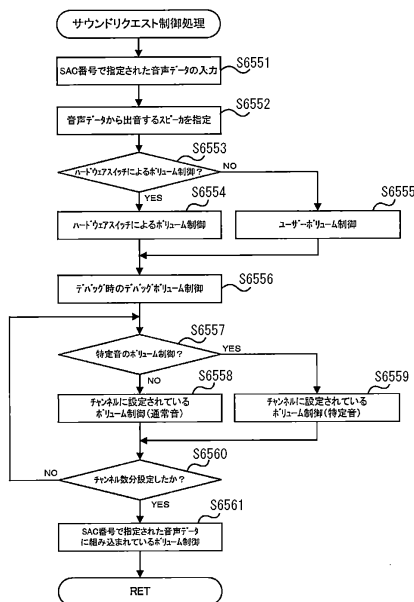 サウンドリクエスト制御処理
S6551
SAC番号で指定された音声データの入力
S6552
音声データから出音するスピーカを指定
S6553
ハードウェアスイッチによるボリューム制御?
NO
YES
S6554
S6555
ハードウェアスイッチによるボリューム制御
ユーザーボリューム制御
S6556
デバッグ時のデバッグボリューム制御
S6557
特定音のボリューム制御?
YES
NO
S6558
S6559
チャンネルに設定されている
ボリューム制御(通常音)
チャンネルに設定されている
ボリューム制御(特定音)
S6560
NO
チャンネル数分設定したか?
YES
S6561
SAC番号で指定された音声データ
に組み込まれているボリューム制御
RET